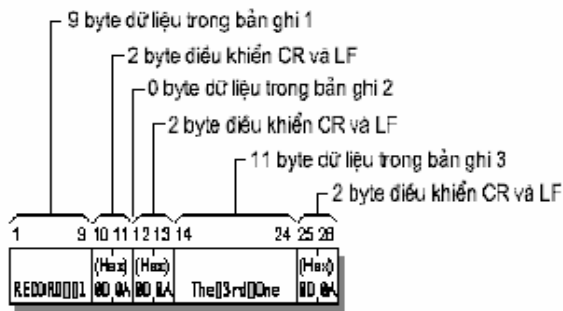 9 byte dữ liệu trong bản ghi 1
2 byte điều khiển CR và LF
0 byte dữ liệu trong bản ghi 2
2 byte điều khiển CR và LF
11 byte dữ liệu trong bản ghi 3
2 byte điều khiển CR và LF
1 9 10 11 12 13 14 24 25 26
(Hex) (Hex) (Hex)
RECORD▯▯1 0D 0A 0D 0A The▯3rd▯One 0D 0A